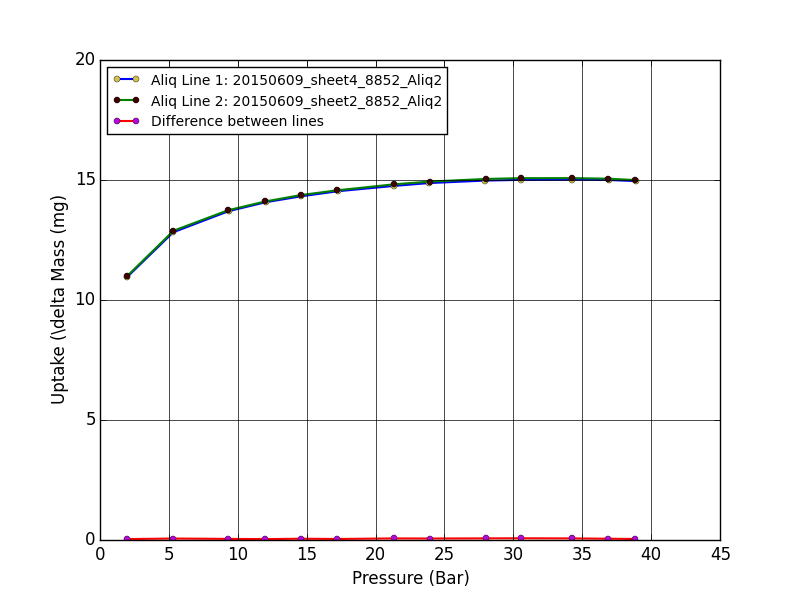 20
Aliq Line 1: 20150609_sheet4_8852_Aliq2
Aliq Line 2: 20150609_sheet2_8852_Aliq2
Difference between lines
15
10
5
0
Uptake (\delta Mass (mg)
0 5 10 15 20 25 30 35 40 45
Pressure (Bar)